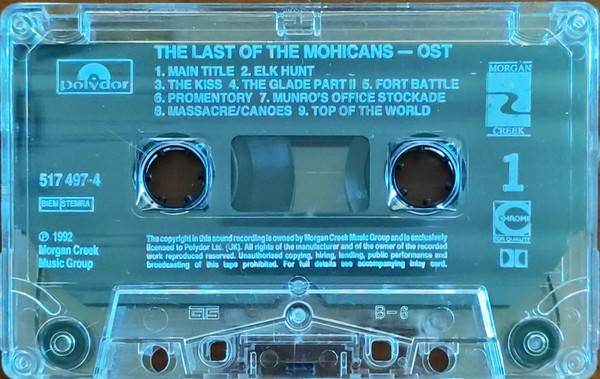 THE LAST OF THE MOHICANS — OST
polydor
1. MAIN TITLE 2. ELK HUNT
3. THE KISS 4. THE GLADE PART II 5. FORT BATTLE
6. PROMENTORY 7. MUNRO'S OFFICE STOCKADE
8. MASSACRE/CANOES 9. TOP OF THE WORLD
MORGAN
CREEK
517 497-4
1
BIEM STEMRA
CHROME
FOR QUALITY
℗ 1992
Morgan Creek
Music Group
The copyright in this sound recording is owned by Morgan Creek Music Group and is exclusively
licensed to Polydor Ltd. (UK). All rights of the manufacturer and of the owner of the recorded
work reproduced reserved. Unauthorised copying, hiring, lending, public performance and
broadcasting of this tape prohibited. For full details see accompanying inlay card.
B-6